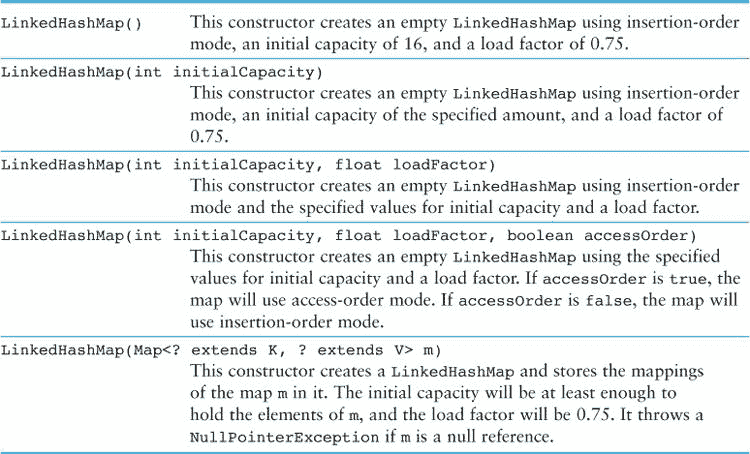 LinkedHashMap() This constructor creates an empty LinkedHashMap using insertion-order
mode, an initial capacity of 16, and a load factor of 0.75.
LinkedHashMap(int initialCapacity)
This constructor creates an empty LinkedHashMap using insertion-order
mode, an initial capacity of the specified amount, and a load factor of
0.75.
LinkedHashMap(int initialCapacity, float loadFactor)
This constructor creates an empty LinkedHashMap using insertion-order
mode and the specified values for initial capacity and a load factor.
LinkedHashMap(int initialCapacity, float loadFactor, boolean accessOrder)
This constructor creates an empty LinkedHashMap using the specified
values for initial capacity and a load factor. If accessOrder is true, the
map will use access-order mode. If accessOrder is false, the map will
use insertion-order mode.
LinkedHashMap(Map<? extends K, ? extends V> m)
This constructor creates a LinkedHashMap and stores the mappings
of the map m in it. The initial capacity will be at least enough to
hold the elements of m, and the load factor will be 0.75. It throws a
NullPointerException if m is a null reference.